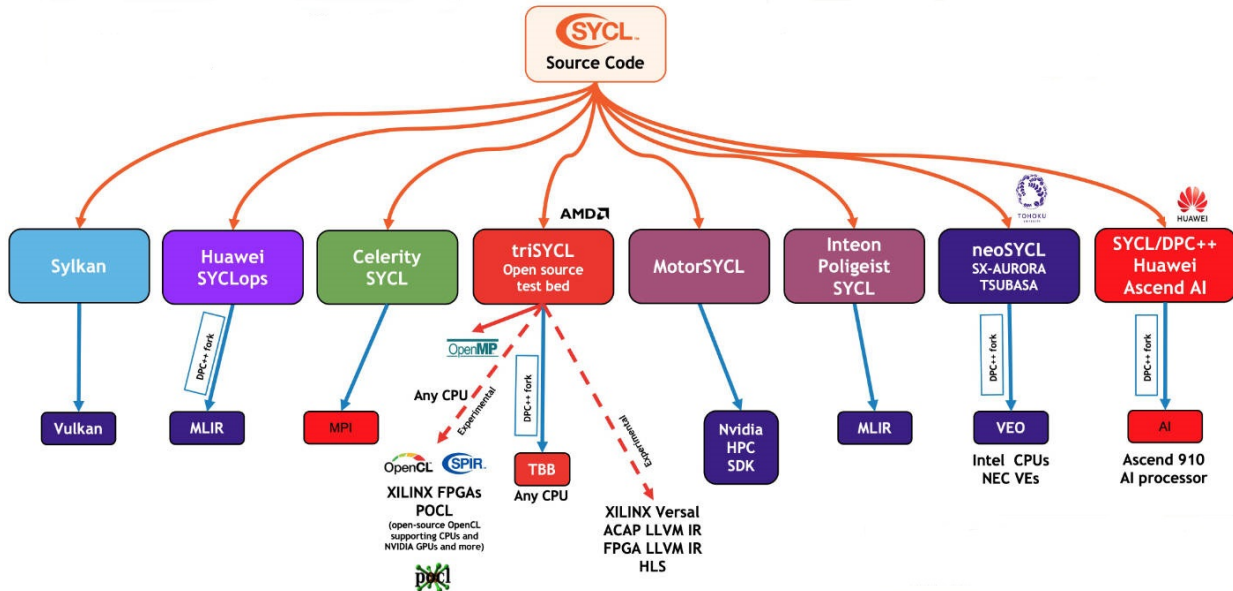 SYCL™
Source Code
TOHOKU
HUAWEI
AMD
Sylkan
Huawei
SYCLops
Celerity
SYCL
triSYCL
Open source
test bed
MotorSYCL
Inteon
Poligeist
SYCL
neoSYCL
SX-AURORA
TSUBASA
SYCL/DPC++
Huawei
Ascend AI
DPC++ fork
OpenMP
Any CPU
Experimental
DPC++ fork
Experimental
DPC++ fork
DPC++ fork
Vulkan
MLIR
MPI
OpenCL
SPIR™
XILINX FPGAs
POCL
(open-source OpenCL
supporting CPUs and
NVIDIA GPUs and more)
pocl
TBB
Any CPU
XILINX Versal
ACAP LLVM IR
FPGA LLVM IR
HLS
Nvidia
HPC
SDK
MLIR
VEO
Intel CPUs
NEC VEs
AI
Ascend 910
AI processor